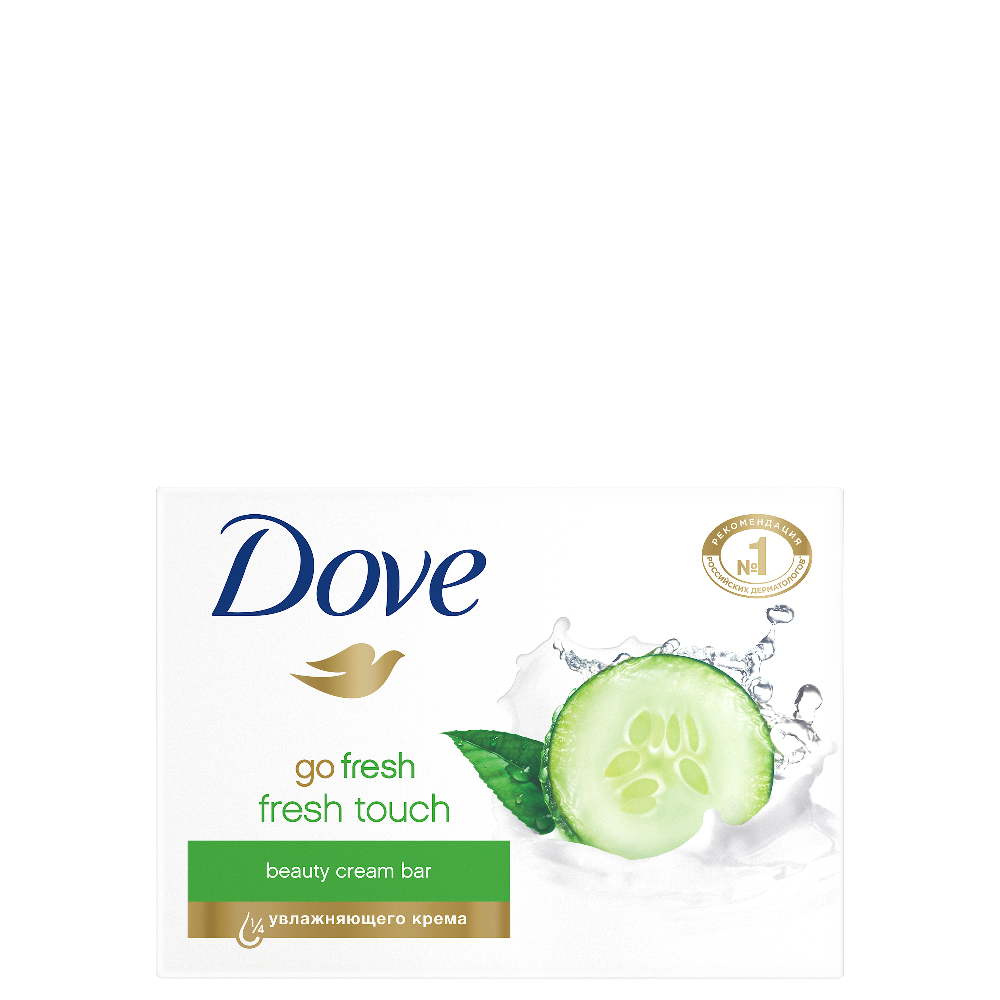 Dove
РЕКОМЕНДАЦИЯ
№1
РОССИЙСКИХ ДЕРМАТОЛОГОВ*
go fresh
fresh touch
beauty cream bar
¼ увлажняющего крема